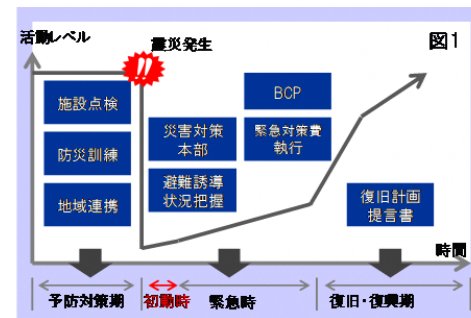 活動レベル
震災発生
図1
!!
施設点検
防災訓練
地域連携
災害対策
本部
避難誘導
状況把握
BCP
緊急対策費
執行
復旧計画
提言書
時間
予防対策期
初動時
緊急時
復旧・復興期